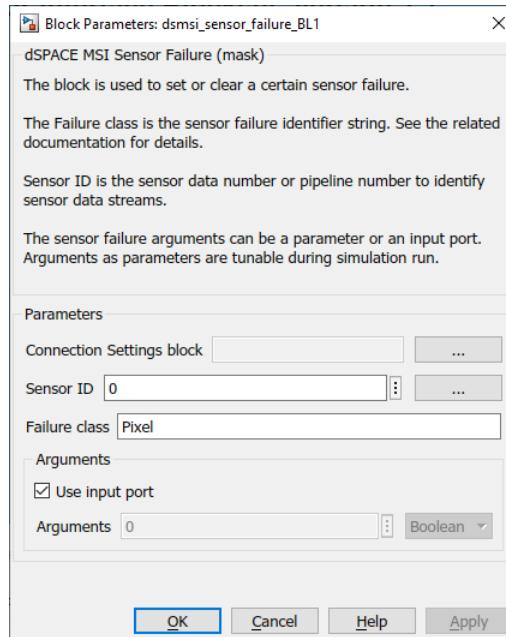 Block Parameters: dsmsi_sensor_failure_BL1
dSPACE MSI Sensor Failure (mask)
The block is used to set or clear a certain sensor failure.
The Failure class is the sensor failure identifier string. See the related
documentation for details.
Sensor ID is the sensor data number or pipeline number to identify
sensor data streams.
The sensor failure arguments can be a parameter or an input port.
Arguments as parameters are tunable during simulation run.
Parameters
Connection Settings block ...
Sensor ID 0 ...
Failure class Pixel
Arguments
Use input port
Arguments 0 Boolean
OK Cancel Help Apply